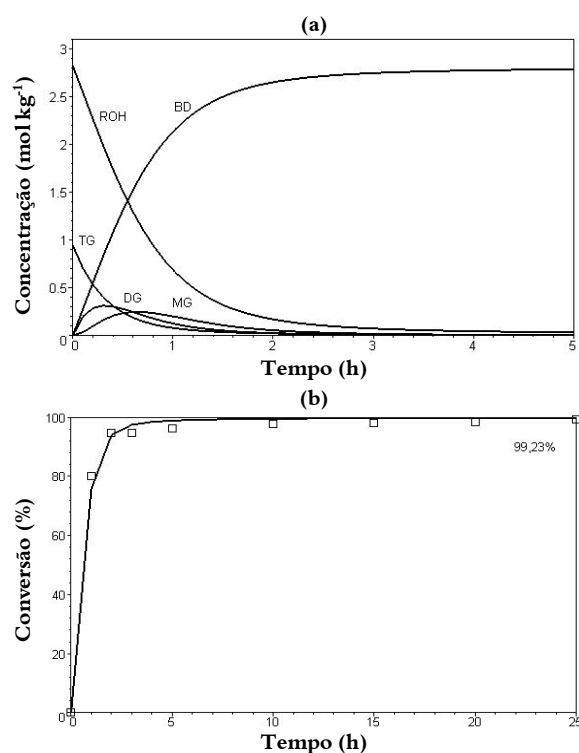 (a)
Concentração (mol kg⁻¹)
3
2.5
2
1.5
1
0.5
0
ROH
BD
TG
DG
MG
0
1
2
3
4
5
Tempo (h)
(b)
Conversão (%)
100
80
60
40
20
0
99,23%
0
5
10
15
20
25
Tempo (h)